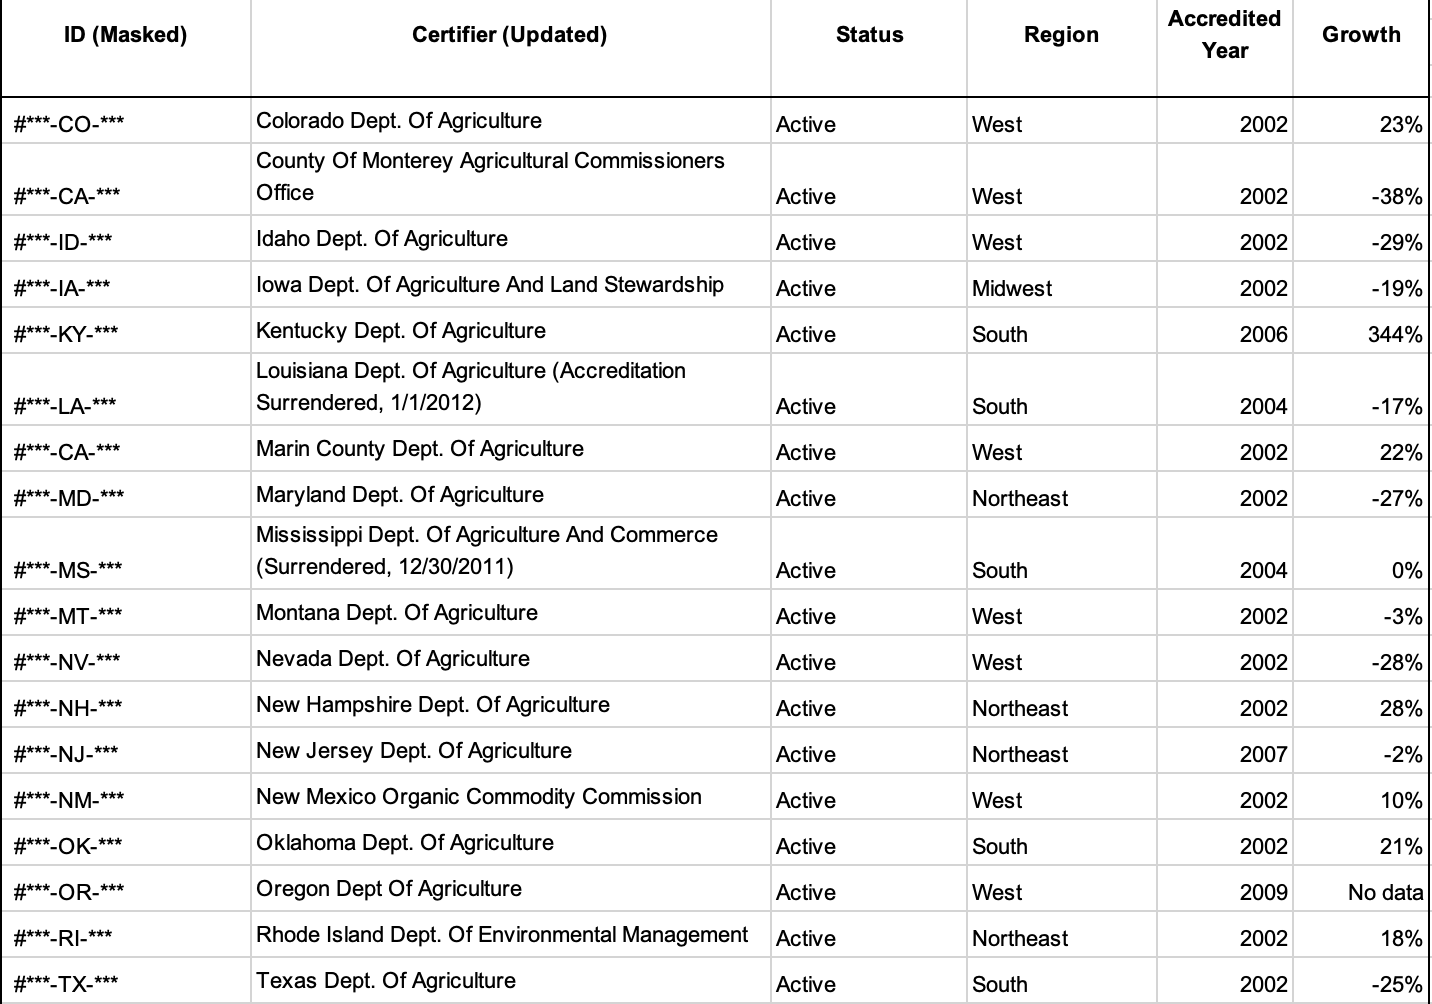 ID (Masked) Certifier (Updated) Status Region Accredited Year Growth
#***-CO-*** Colorado Dept. Of Agriculture Active West 2002 23%
County Of Monterey Agricultural Commissioners
#***-CA-*** Office Active West 2002 -38%
#***-ID-*** Idaho Dept. Of Agriculture Active West 2002 -29%
#***-IA-*** Iowa Dept. Of Agriculture And Land Stewardship Active Midwest 2002 -19%
#***-KY-*** Kentucky Dept. Of Agriculture Active South 2006 344%
Louisiana Dept. Of Agriculture (Accreditation
#***-LA-*** Surrendered, 1/1/2012) Active South 2004 -17%
#***-CA-*** Marin County Dept. Of Agriculture Active West 2002 22%
#***-MD-*** Maryland Dept. Of Agriculture Active Northeast 2002 -27%
Mississippi Dept. Of Agriculture And Commerce
#***-MS-*** (Surrendered, 12/30/2011) Active South 2004 0%
#***-MT-*** Montana Dept. Of Agriculture Active West 2002 -3%
#***-NV-*** Nevada Dept. Of Agriculture Active West 2002 -28%
#***-NH-*** New Hampshire Dept. Of Agriculture Active Northeast 2002 28%
#***-NJ-*** New Jersey Dept. Of Agriculture Active Northeast 2007 -2%
#***-NM-*** New Mexico Organic Commodity Commission Active West 2002 10%
#***-OK-*** Oklahoma Dept. Of Agriculture Active South 2002 21%
#***-OR-*** Oregon Dept Of Agriculture Active West 2009 No data
#***-RI-*** Rhode Island Dept. Of Environmental Management Active Northeast 2002 18%
#***-TX-*** Texas Dept. Of Agriculture Active South 2002 -25%